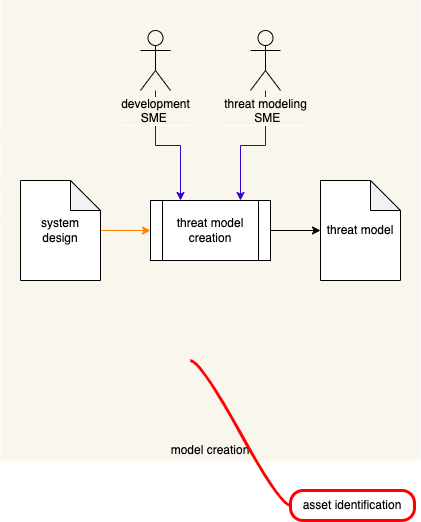 development
SME
threat modeling
SME
system
design
threat model
creation
threat model
model creation
asset identification